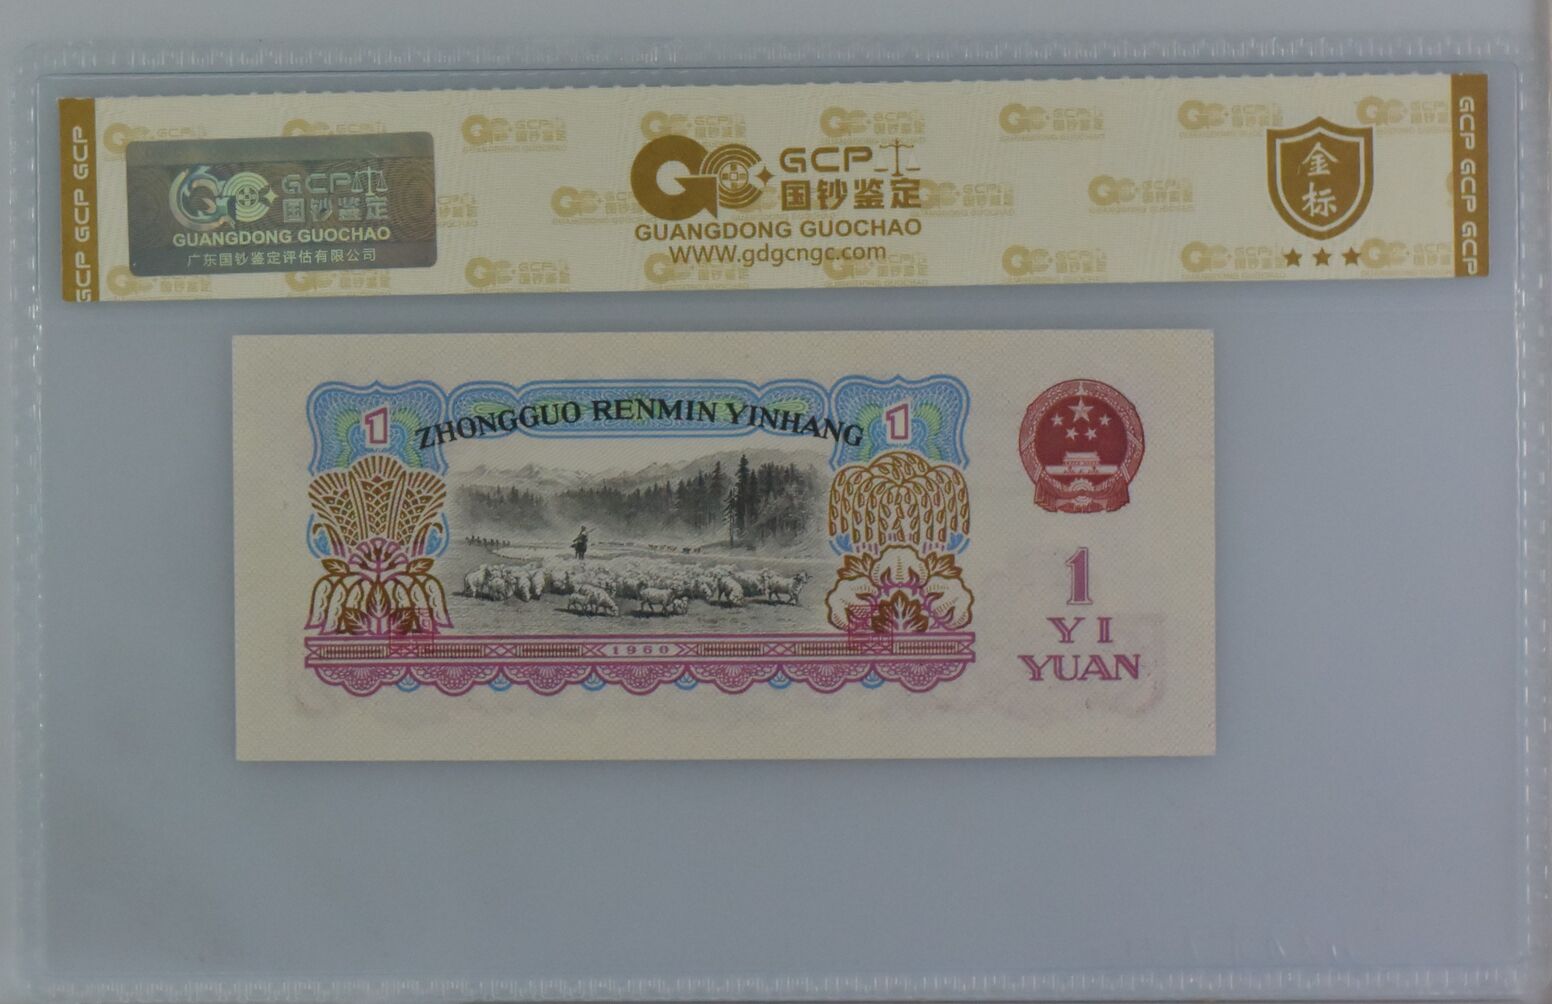 GCP GCP GCP
GCP 国钞鉴定
GUANGDONG GUOCHAO
广东国钞鉴定评估有限公司
GCP
国钞鉴定
GUANGDONG GUOCHAO
www.gdgcngc.com
金标
GCP GCP GCP
ZHONGGUO RENMIN YINHANG
1
1
1960
1
YI
YUAN